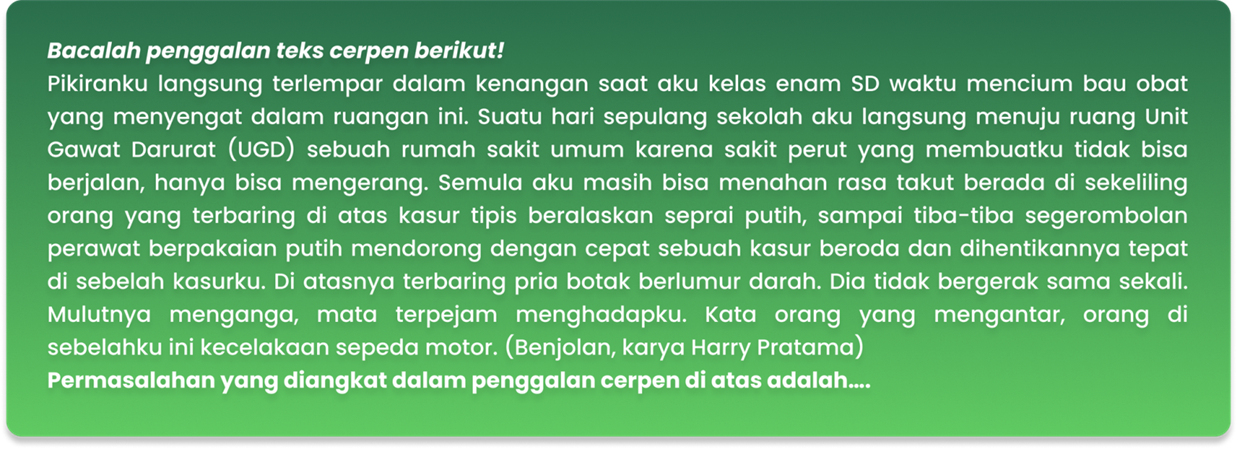 Bacalah penggalan teks cerpen berikut!
Pikiranku langsung terlempar dalam kenangan saat aku kelas enam SD waktu mencium bau obat
yang menyengat dalam ruangan ini. Suatu hari sepulang sekolah aku langsung menuju ruang Unit
Gawat Darurat (UGD) sebuah rumah sakit umum karena sakit perut yang membuatku tidak bisa
berjalan, hanya bisa mengerang. Semula aku masih bisa menahan rasa takut berada di sekeliling
orang yang terbaring di atas kasur tipis beralaskan seprai putih, sampai tiba-tiba segerombolan
perawat berpakaian putih mendorong dengan cepat sebuah kasur beroda dan dihentikannya tepat
di sebelah kasurku. Di atasnya terbaring pria botak berlumur darah. Dia tidak bergerak sama sekali.
Mulutnya menganga, mata terpejam menghadapku. Kata orang yang mengantar, orang di
sebelahku ini kecelakaan sepeda motor. (Benjolan, karya Harry Pratama)
Permasalahan yang diangkat dalam penggalan cerpen di atas adalah....